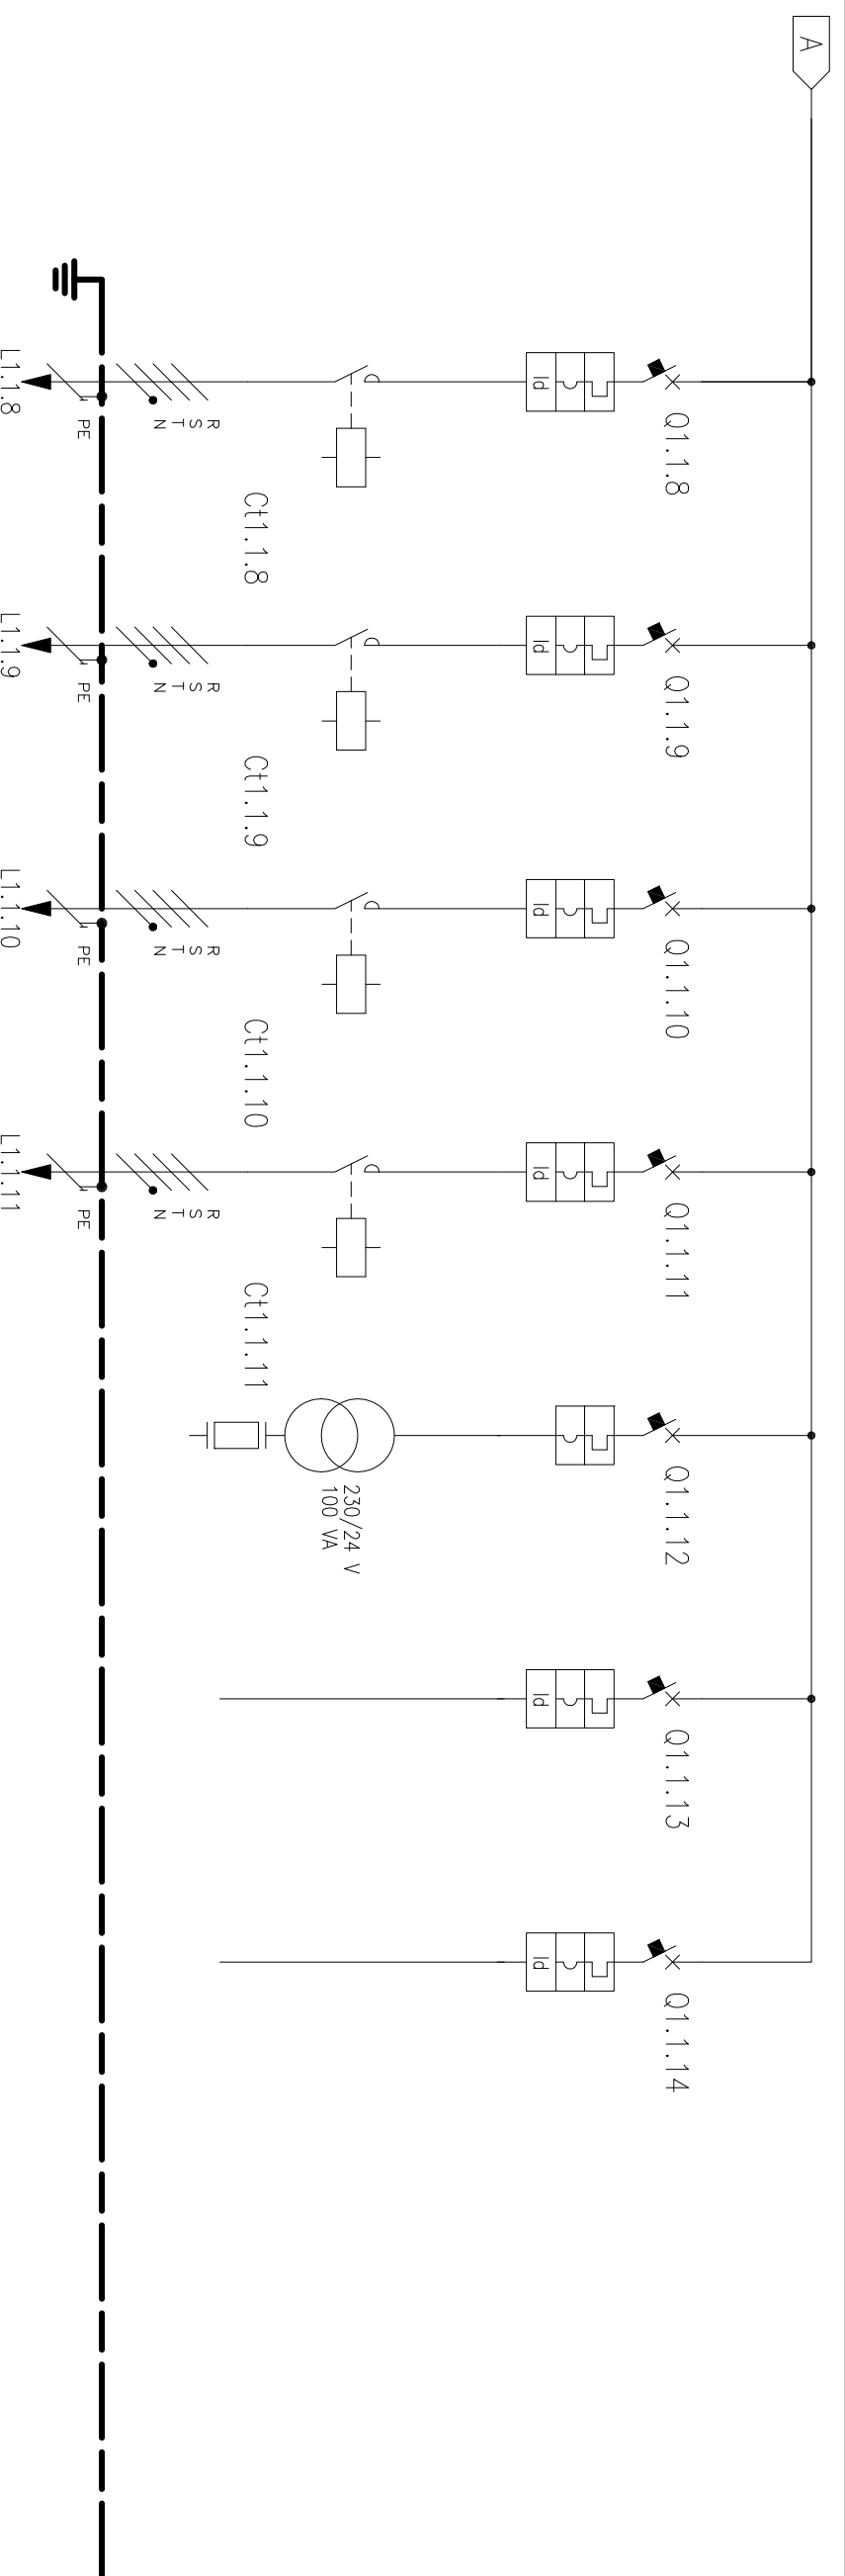 A
Q1.1.8
Id
Ct1.1.8
R
S
T
N
PE
L1.1.8
Q1.1.9
Id
Ct1.1.9
R
S
T
N
PE
L1.1.9
Q1.1.10
Id
Ct1.1.10
R
S
T
N
PE
L1.1.10
Q1.1.11
Id
Ct1.1.11
R
S
T
N
PE
L1.1.11
Q1.1.12
230/24 V
100 VA
Q1.1.13
Id
Q1.1.14
Id